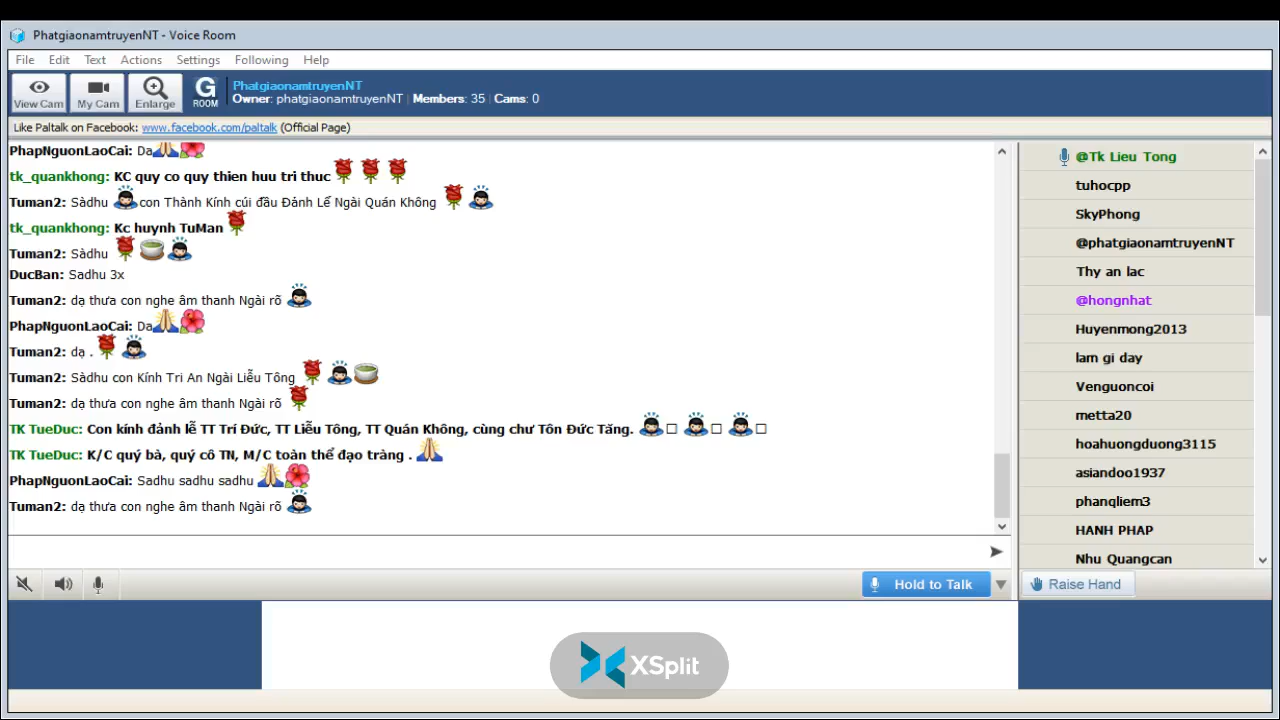 PhatgiaonamtruyenNT - Voice Room
File Edit Text Actions Settings Following Help
View Cam My Cam Enlarge G ROOM
PhatgiaonamtruyenNT
Owner: phatgiaonamtruyenNT | Members: 35 | Cams: 0
Like Paltalk on Facebook: www.facebook.com/paltalk (Official Page)
PhapNguonLaoCai: Da
tk_quankhong: KC quy co quy thien huu tri thuc
Tuman2: Sàdhu con Thành Kính cúi đầu Đảnh Lể Ngài Quán Không
tk_quankhong: Kc huynh TuMan
Tuman2: Sàdhu
DucBan: Sadhu 3x
Tuman2: dạ thưa con nghe âm thanh Ngài rõ
PhapNguonLaoCai: Da
Tuman2: dạ .
Tuman2: Sàdhu con Kính Tri An Ngài Liễu Tông
Tuman2: dạ thưa con nghe âm thanh Ngài rõ
TK TueDuc: Con kính đảnh lễ TT Trí Đức, TT Liễu Tông, TT Quán Không, cùng chư Tôn Đức Tăng.
TK TueDuc: K/C quý bà, quý cô TN, M/C toàn thể đạo tràng .
PhapNguonLaoCai: Sadhu sadhu sadhu
Tuman2: dạ thưa con nghe âm thanh Ngài rõ
@Tk Lieu Tong
tuhocpp
SkyPhong
@phatgiaonamtruyenNT
Thy an lac
@hongnhat
Huyenmong2013
lam gi day
Venguoncoi
metta20
hoahuongduong3115
asiandoo1937
phanqliem3
HANH PHAP
Nhu Quangcan
Hold to Talk
Raise Hand
XSplit